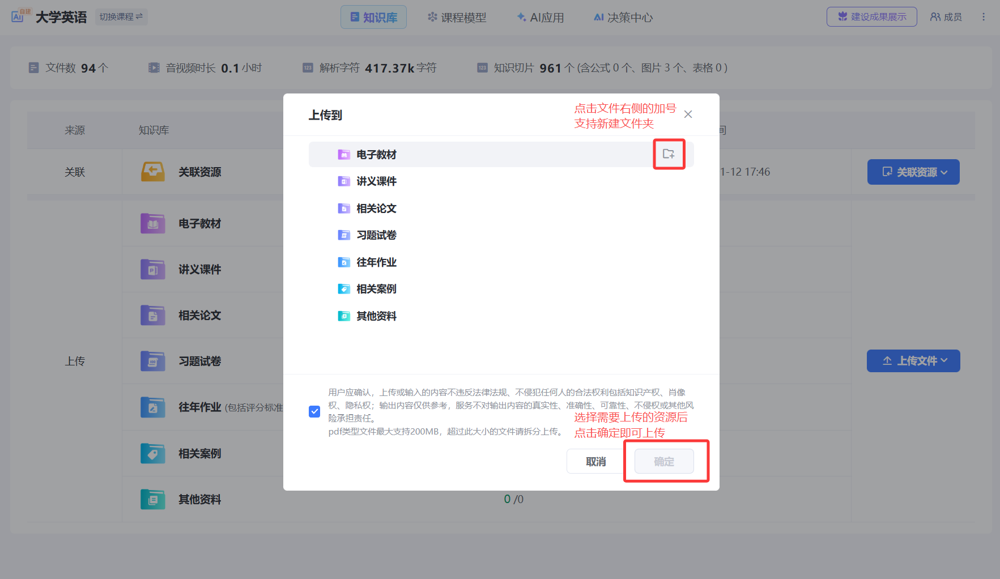 AI 自建 大学英语 切换课程 知识库 课程模型 AI应用 AI 决策中心 建设成果展示 成员
文件数 94 个 音视频时长 0.1 小时 123 解析字符 417.37k 字符 123 知识切片 961 个 (含公式 0 个、图片 3 个、表格 0 )
上传到
点击文件右侧的加号
支持新建文件夹
来源 知识库 间
电子教材
关联 关联资源 1-12 17:46 关联资源
讲义课件
相关论文
电子教材
习题试卷
往年作业
讲义课件
相关案例
相关论文
其他资料
上传 习题试卷 上传文件
用户应确认，上传或输入的内容不违反法律法规、不侵犯任何人的合法权利包括知识产权、肖像
权、隐私权；输出内容仅供参考，服务不对输出内容的真实性、准确性、可靠性、不侵权或其他风
险承担责任。
pdf类型文件最大支持200MB，超过此大小的文件请拆分上传。
往年作业 (包括评分标准
选择需要上传的资源后
点击确定即可上传
相关案例
取消 确定
其他资料 0 /0